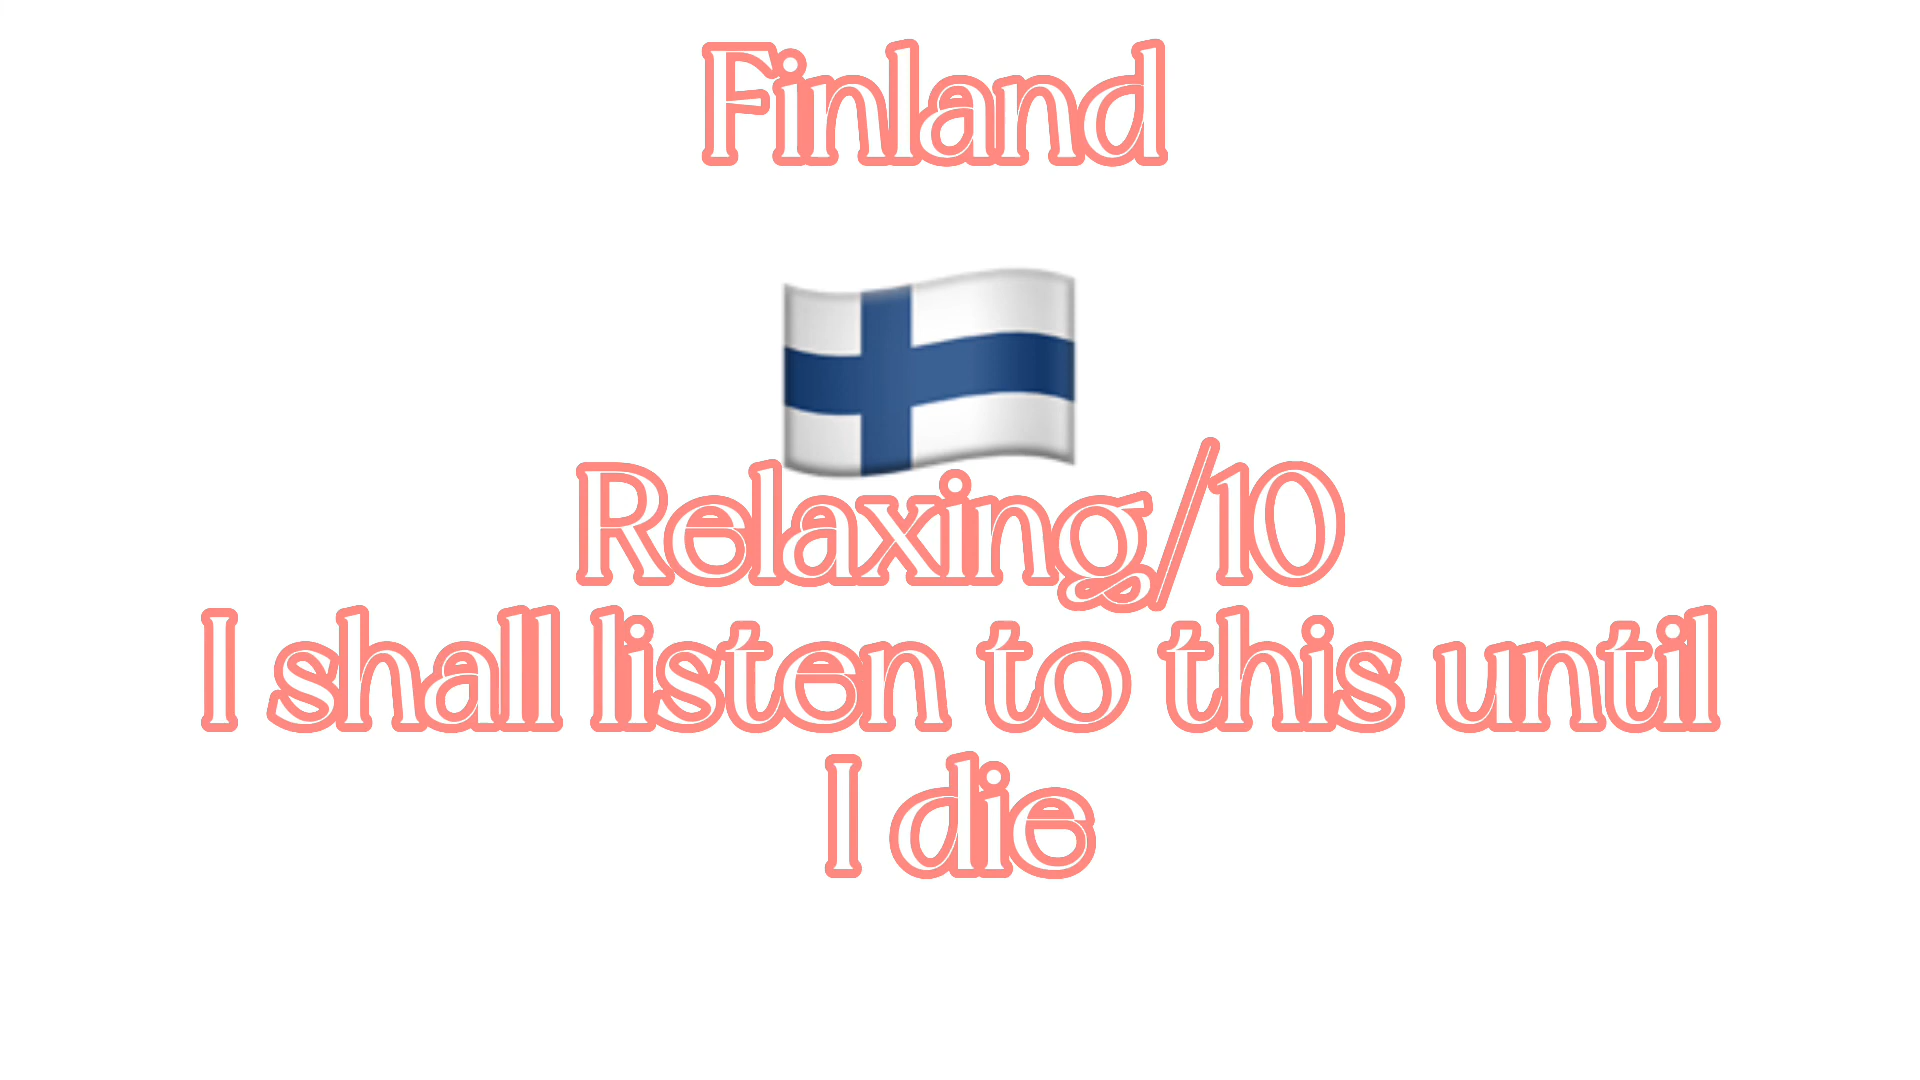 Finland
Relaxing/10
I shall listen to this until
I die